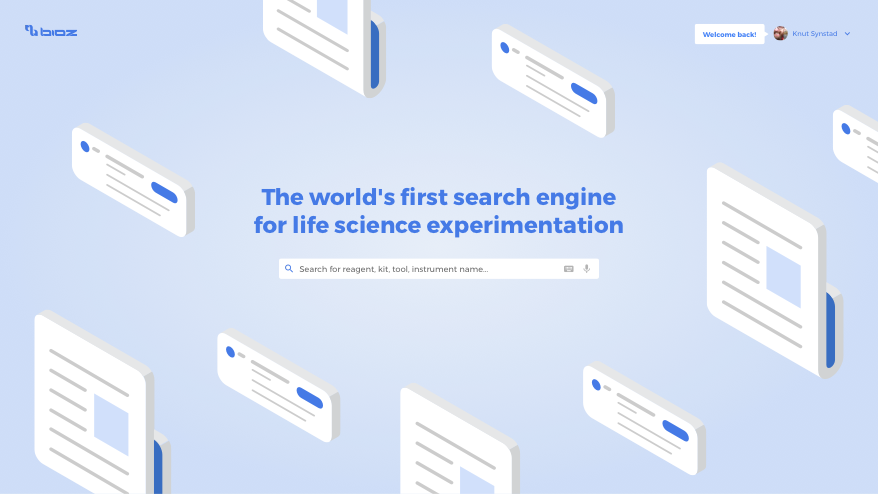 bioz
Welcome back!
Knut Synstad
The world's first search engine
for life science experimentation
Search for reagent, kit, tool, instrument name...